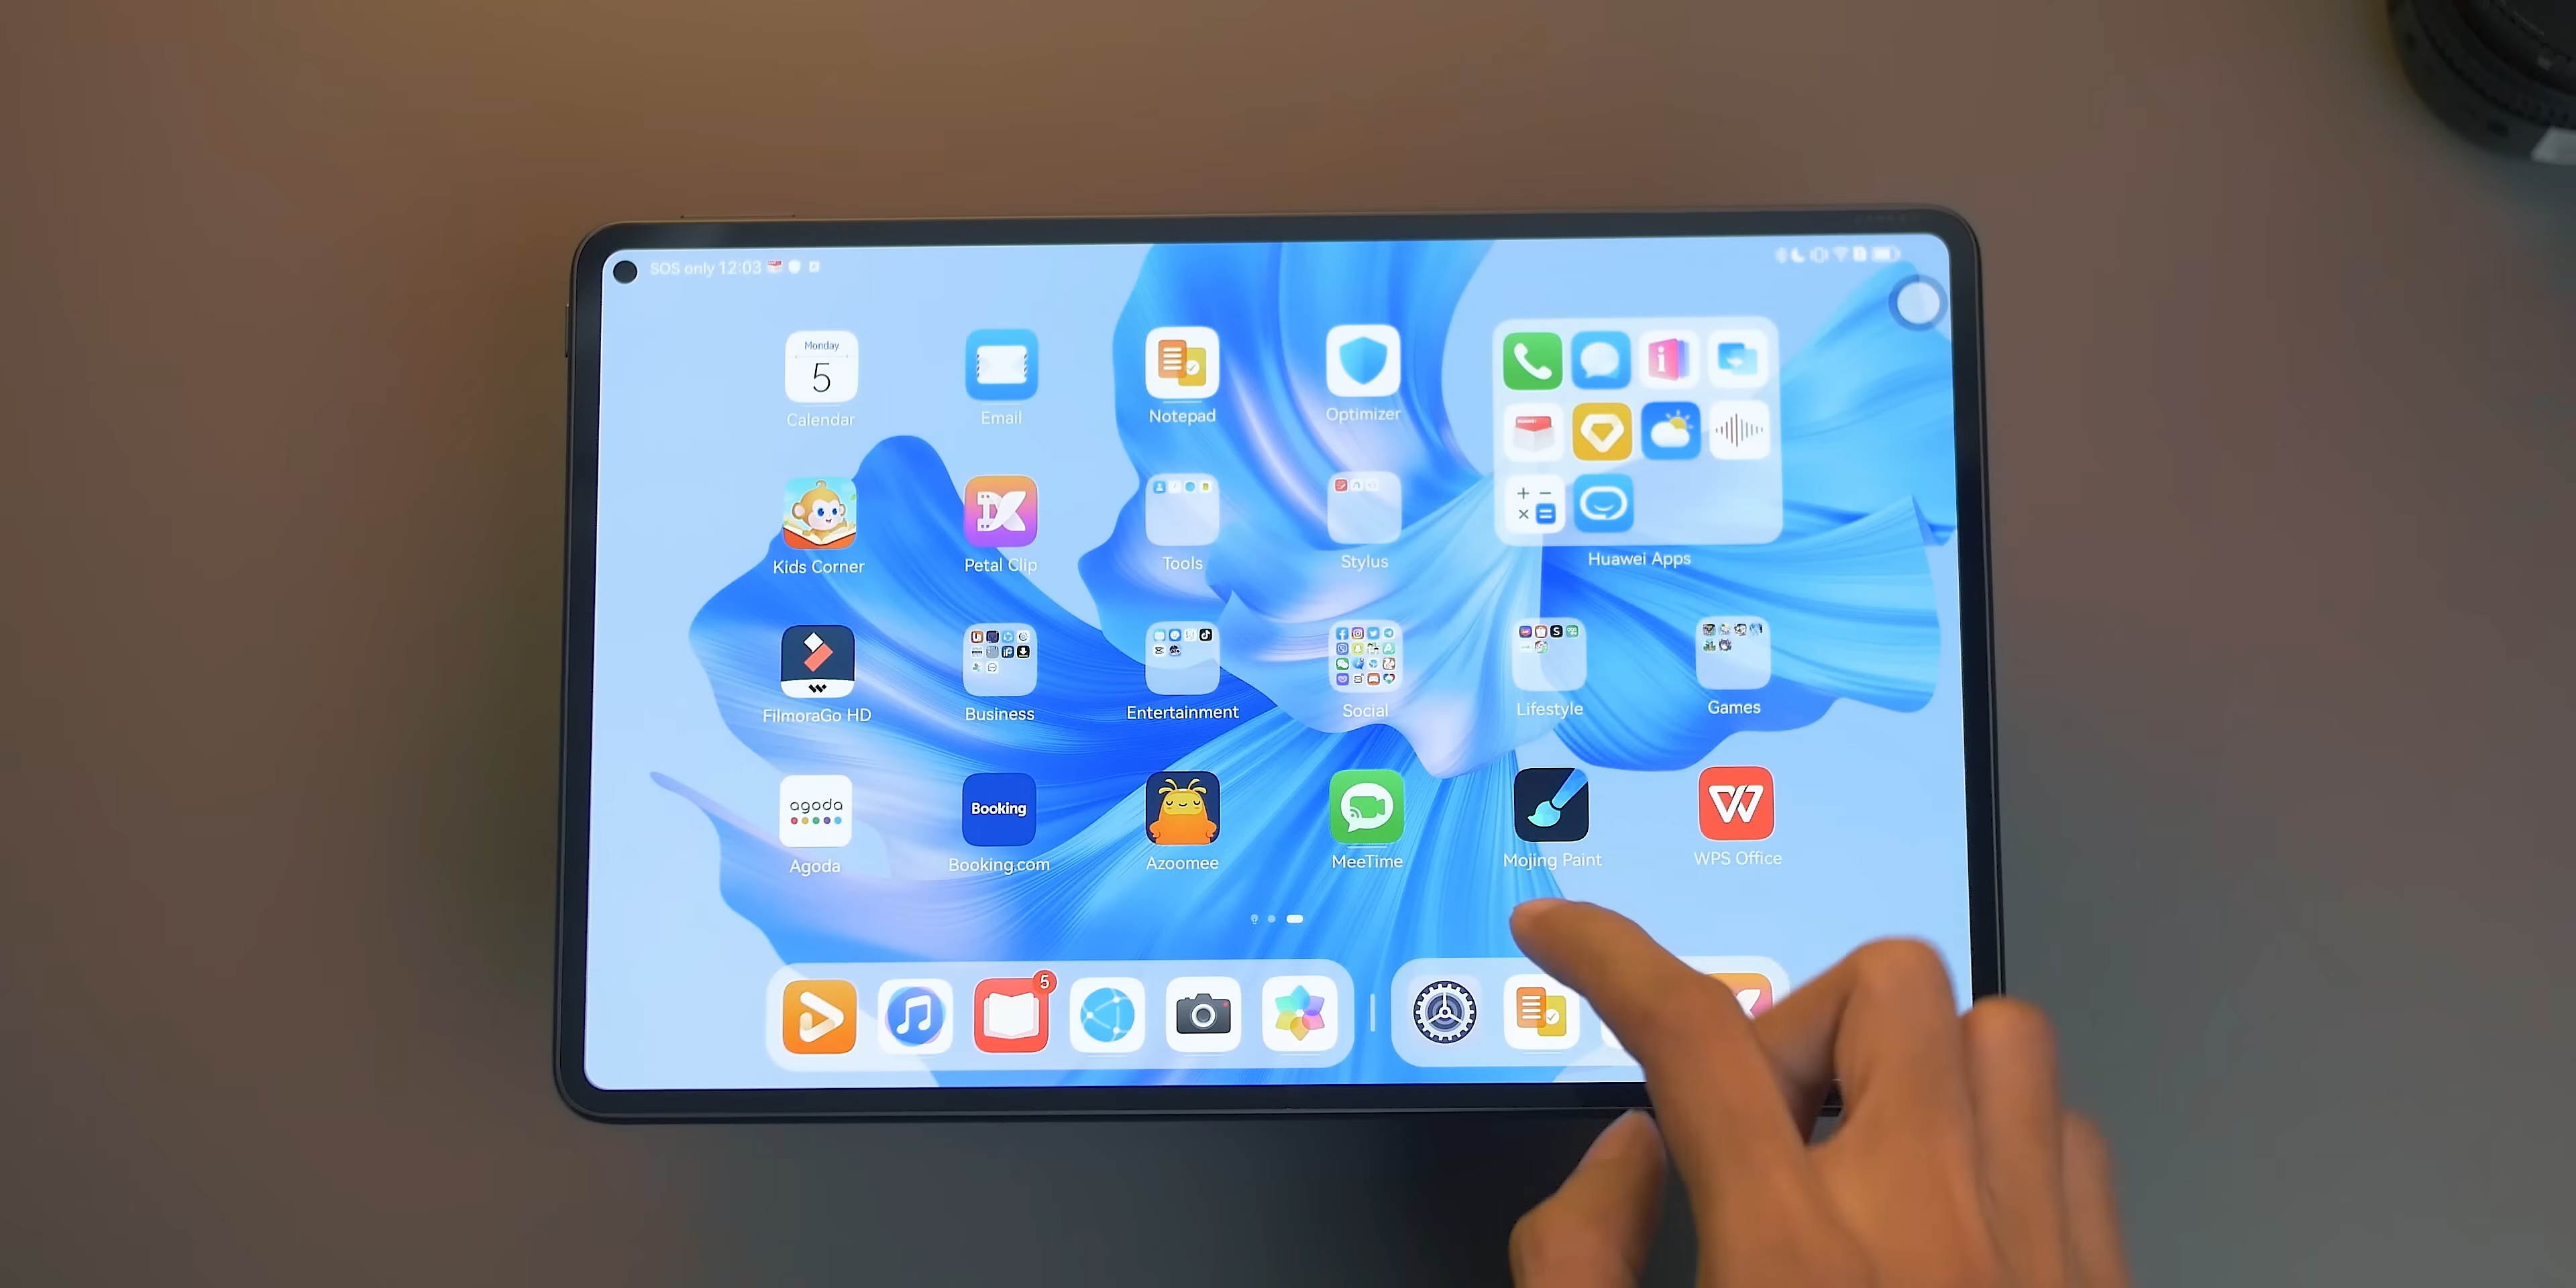 SOS only 12:03
Monday
5
Calendar
Email
Notepad
Optimizer
Kids Corner
Petal Clip
Tools
Stylus
Huawei Apps
FilmoraGo HD
Business
Entertainment
Social
Lifestyle
Games
agoda
Booking
Agoda
Booking.com
Azoomee
MeeTime
Mojing Paint
WPS Office
5